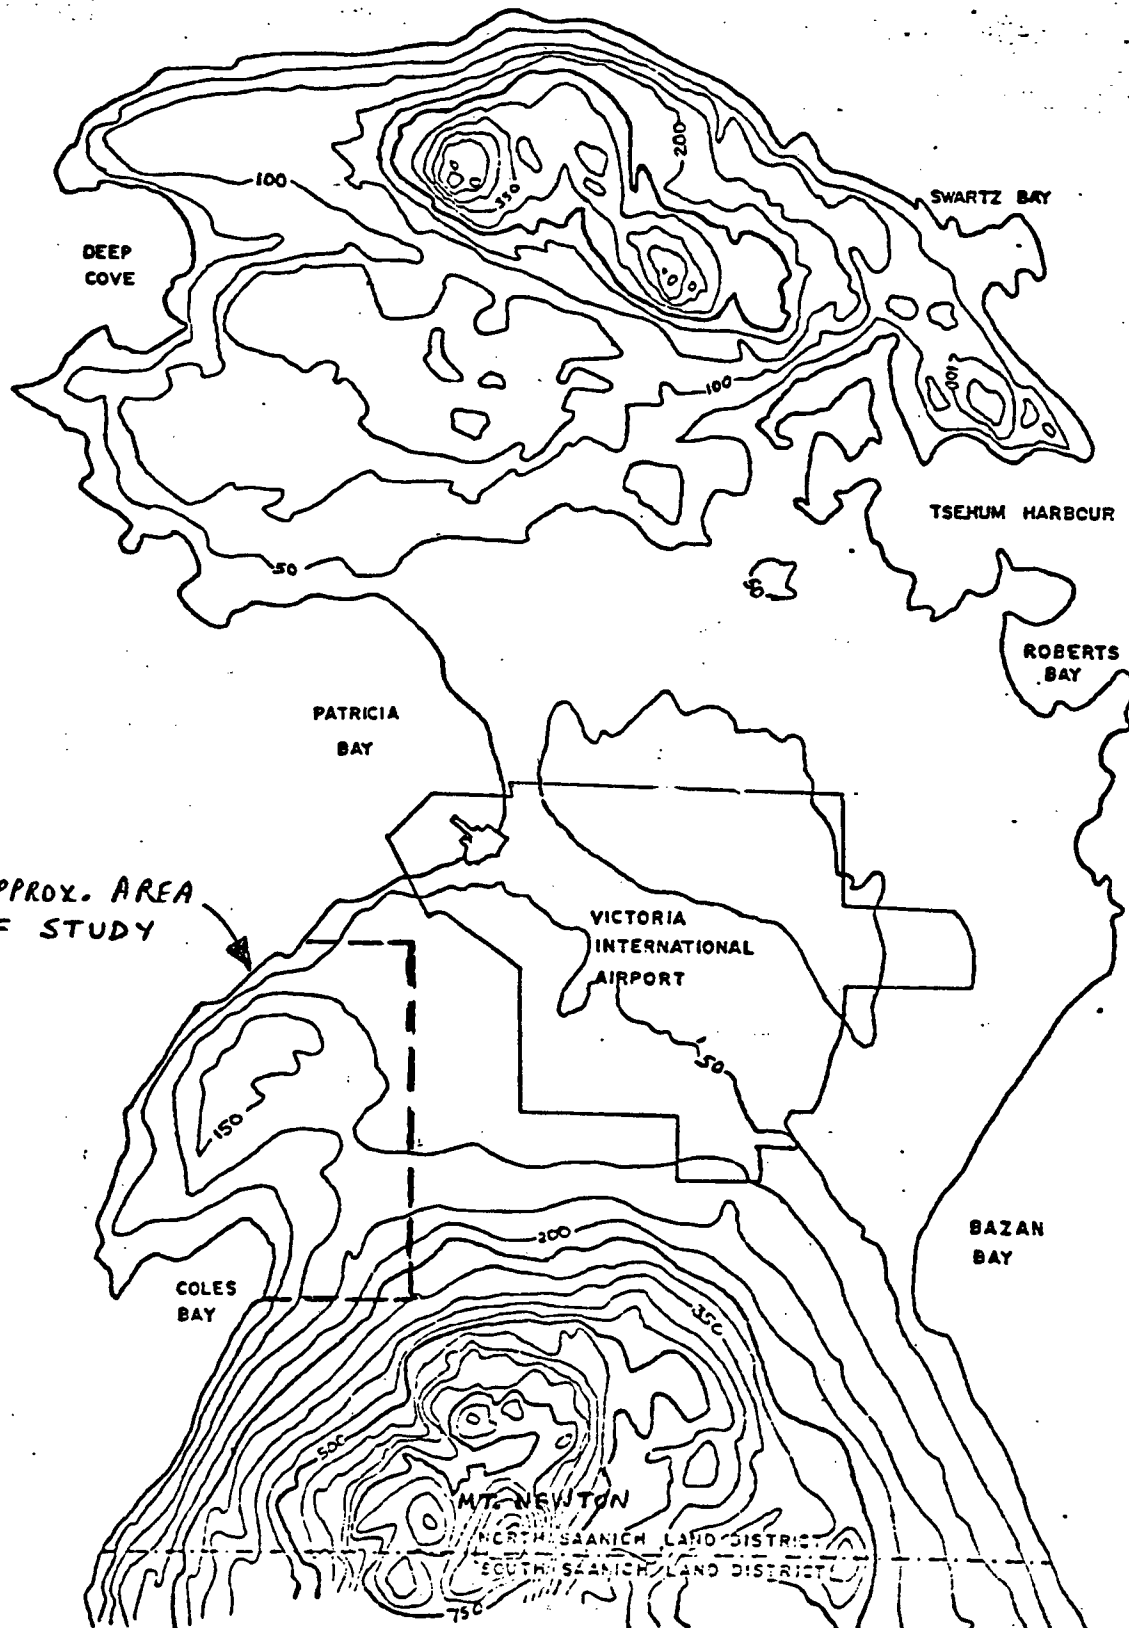 200
100
350
SWARTZ BAY
DEEP
COVE
100
100
TSEHUM HARBOUR
50
50
ROBERTS
BAY
PATRICIA
BAY
PPROX. AREA
F STUDY
VICTORIA
INTERNATIONAL
AIRPORT
50
150
200
BAZAN
BAY
COLES
BAY
350
500
MT. NEWTON
NORTH SAANICH LAND DISTRICT
SOUTH SAANICH LAND DISTRICT
750